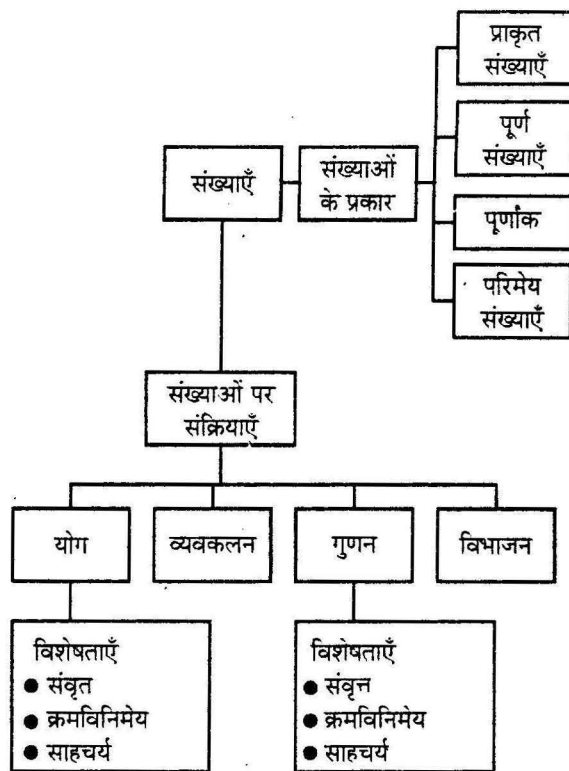 प्राकृत
संख्याएँ
पूर्ण
संख्याएँ
संख्याएँ
संख्याओं
के प्रकार
पूर्णांक
परिमेय
संख्याएँ
संख्याओं पर
संक्रियाएँ
योग
व्यवकलन
गुणन
विभाजन
विशेषताएँ
● संवृत
● क्रमविनिमेय
● साहचर्य
विशेषताएँ
● संवृत्त
● क्रमविनिमेय
● साहचर्य